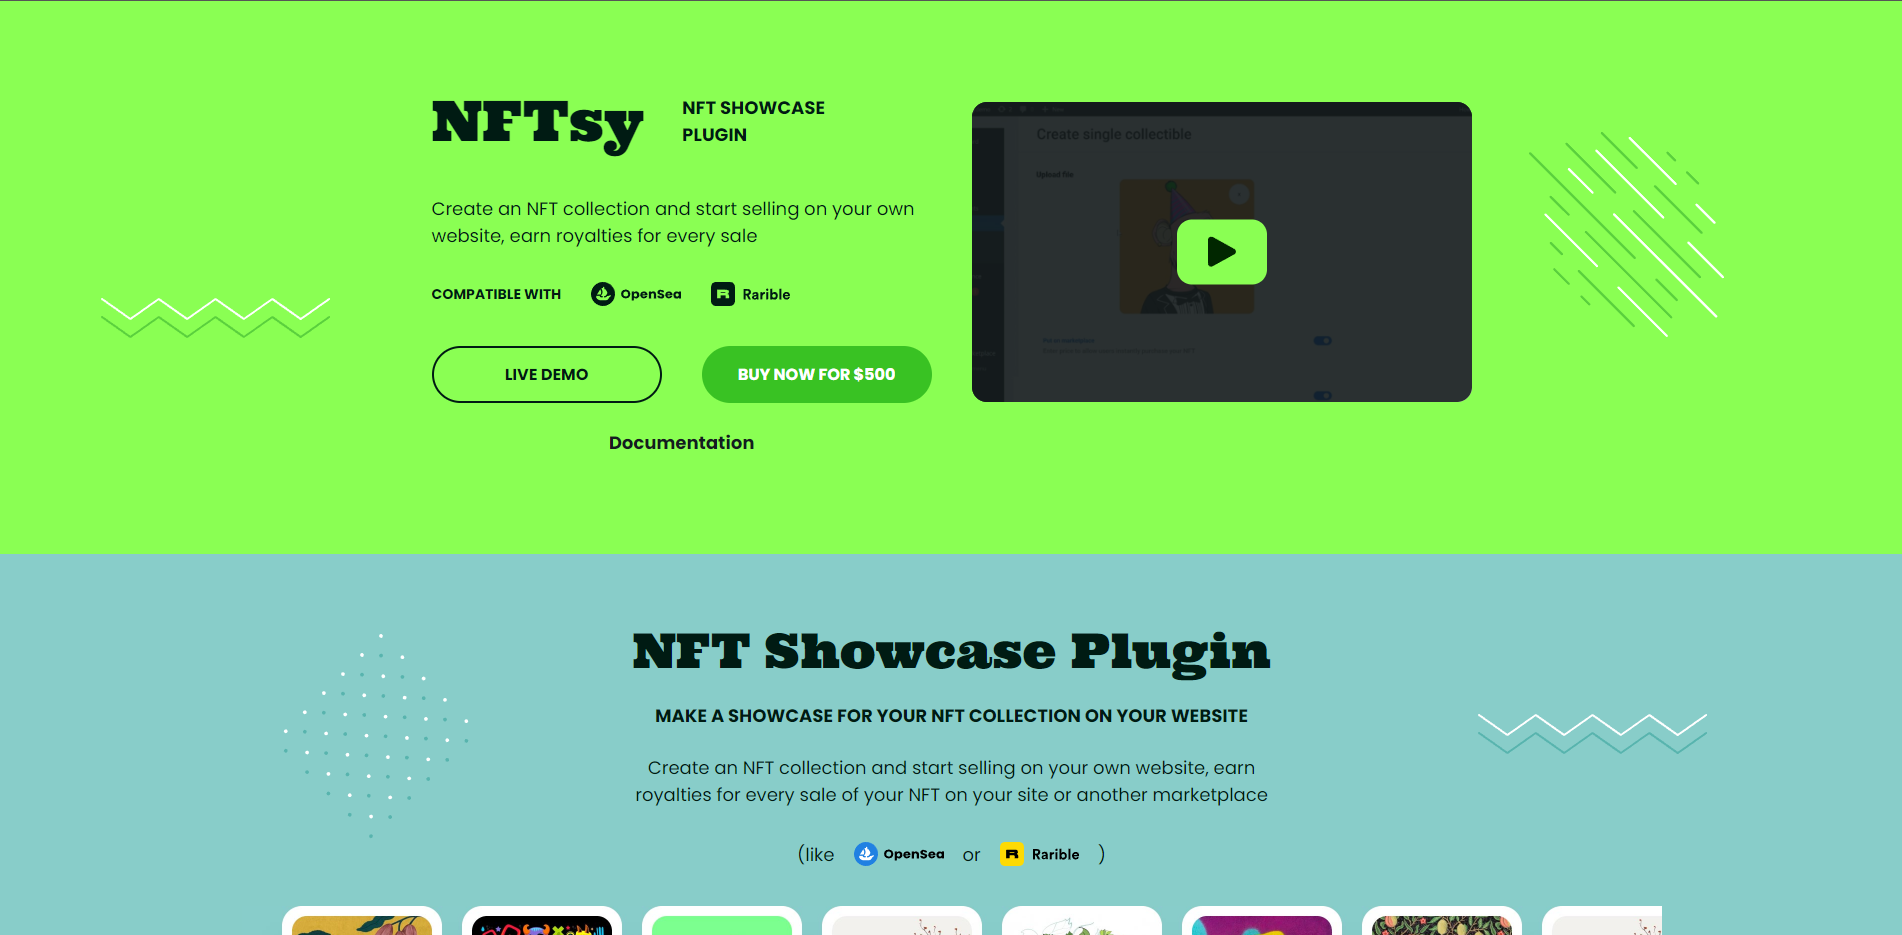 NFTsy
NFT SHOWCASE
PLUGIN
Create an NFT collection and start selling on your own
website, earn royalties for every sale
COMPATIBLE WITH OpenSea Rarible
LIVE DEMO
BUY NOW FOR $500
Documentation
Create single collectible
Upload file
NFT Showcase Plugin
MAKE A SHOWCASE FOR YOUR NFT COLLECTION ON YOUR WEBSITE
Create an NFT collection and start selling on your own website, earn
royalties for every sale of your NFT on your site or another marketplace
(like OpenSea or Rarible )